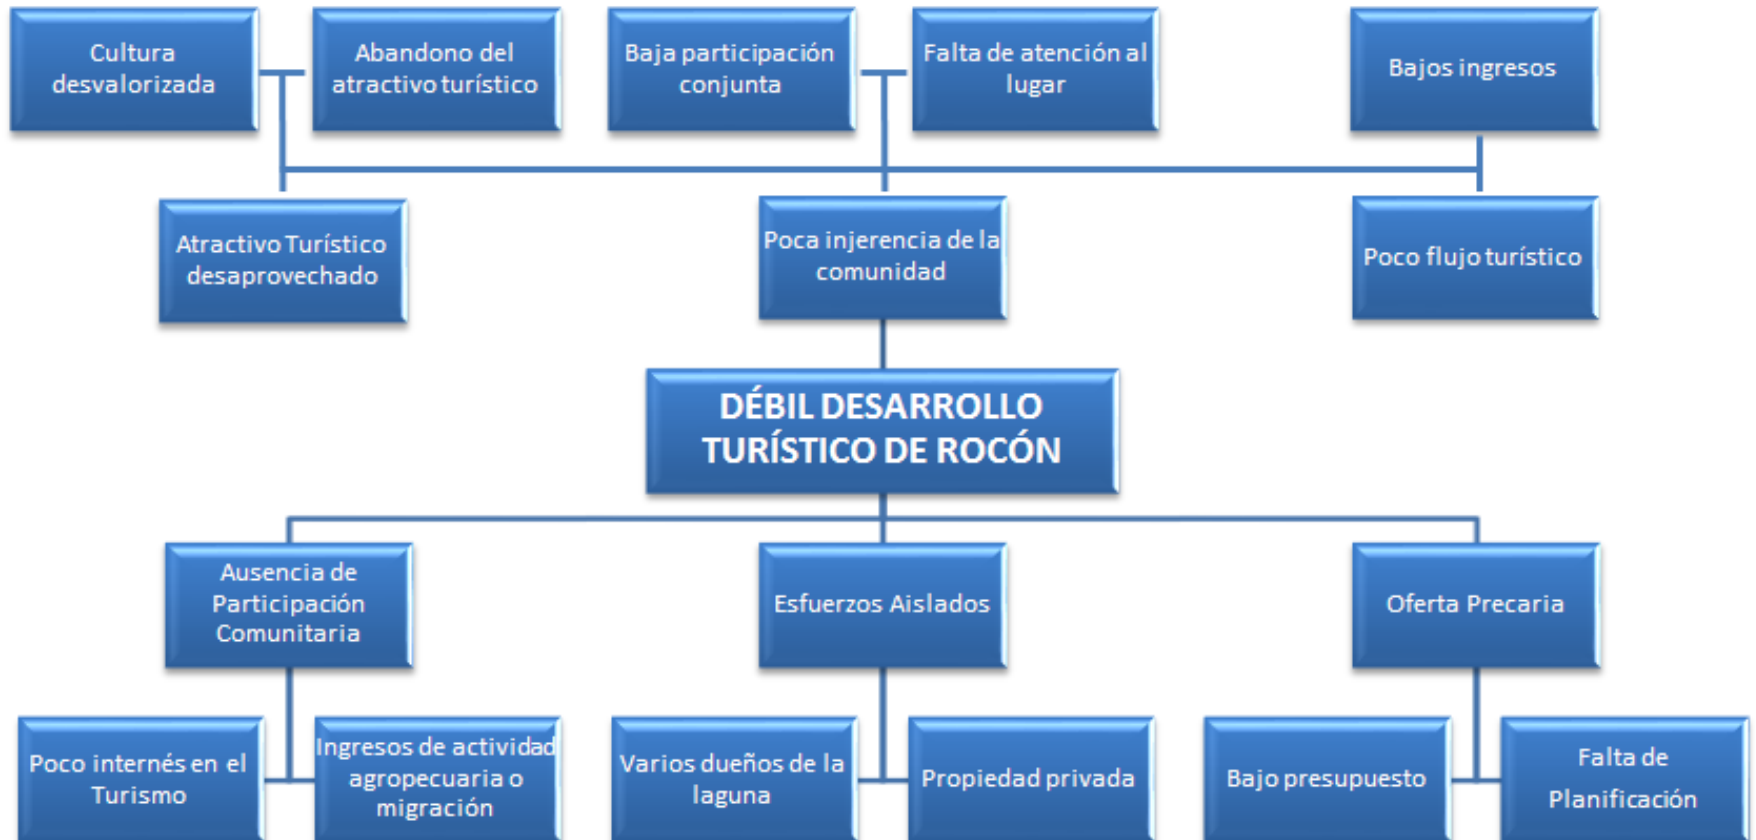 Cultura
desvalorizada
Abandono del
atractivo turístico
Baja participación
conjunta
Falta de atención al
lugar
Bajos ingresos
Atractivo Turístico
desaprovechado
Poca injerencia de la
comunidad
Poco flujo turístico
DÉBIL DESARROLLO
TURÍSTICO DE ROCÓN
Ausencia de
Participación
Comunitaria
Esfuerzos Aislados
Oferta Precaria
Poco internés en el
Turismo
Ingresos de actividad
agropecuaria o
migración
Varios dueños de la
laguna
Propiedad privada
Bajo presupuesto
Falta de
Planificación